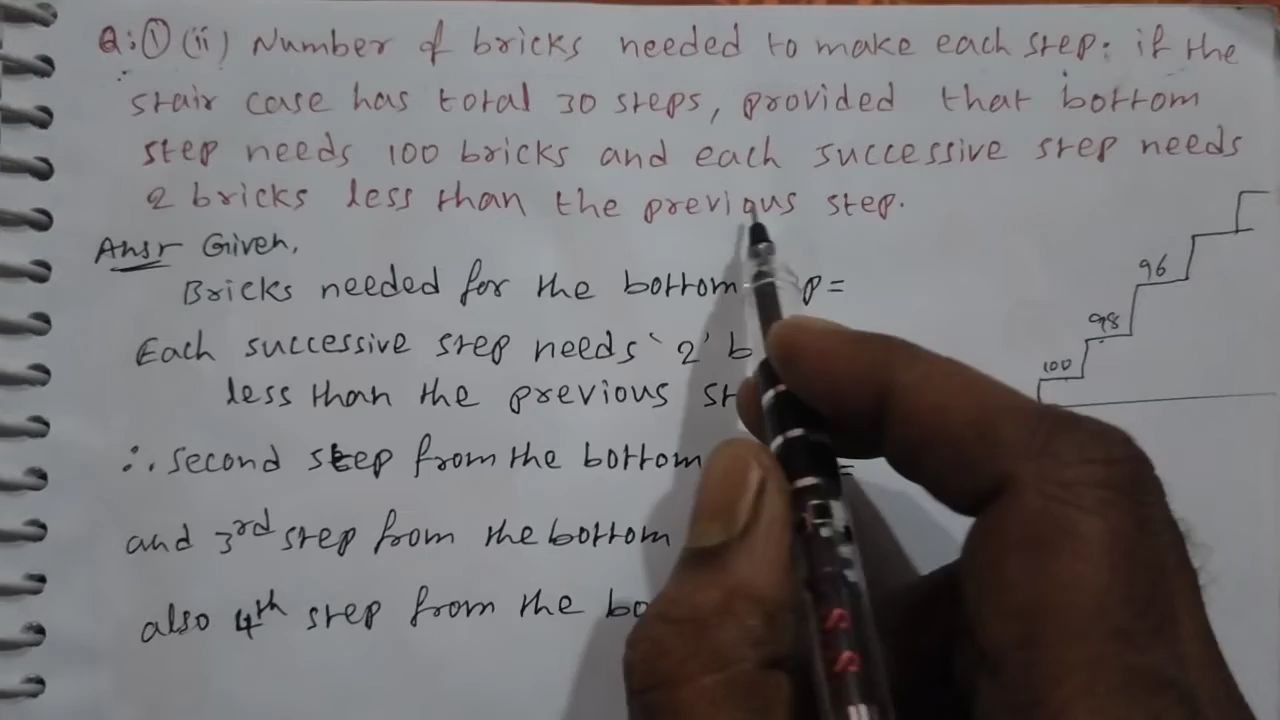 Q:① (ii) Number of bricks needed to make each step: if the
stair case has total 30 steps, provided that bottom
step needs 100 bricks and each successive step needs
2 bricks less than the previous step.
Ansr Given,
Bricks needed for the bottom p =
Each successive step needs '2' b
less than the previous st
∴ second step from the bottom =
and 3rd step from the bottom
also 4th step from the bo
96
98
100